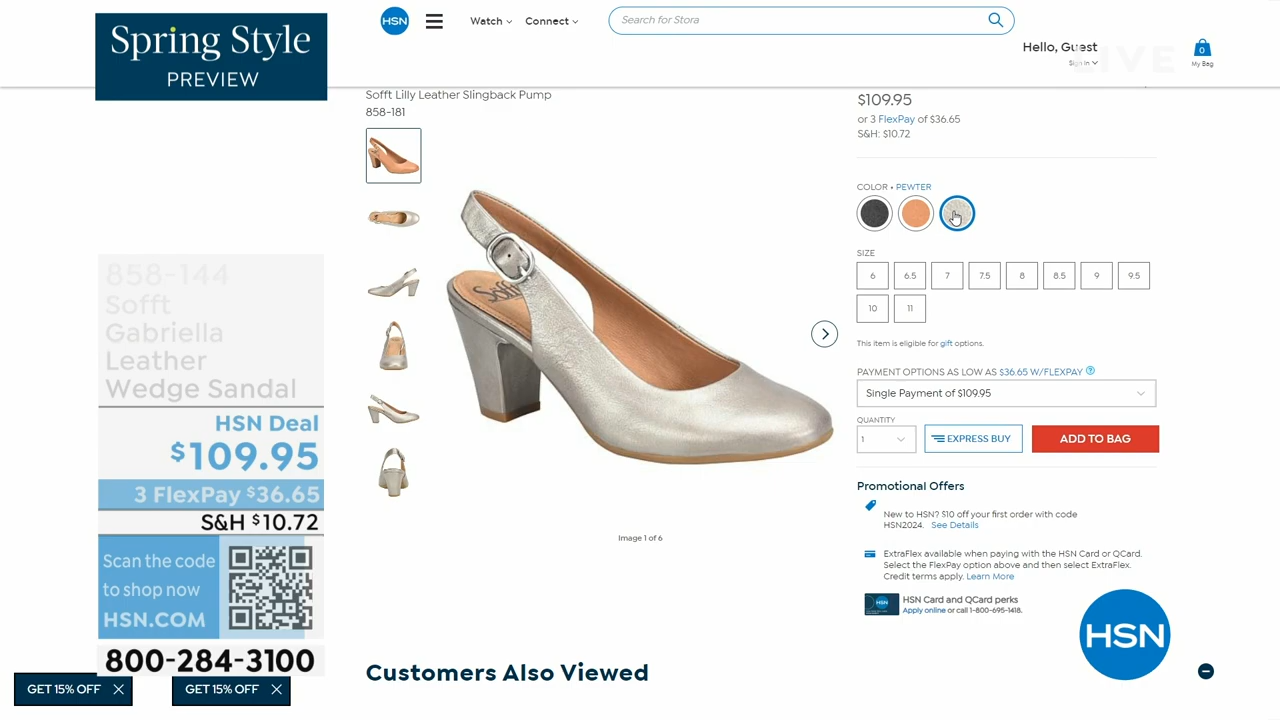 Spring Style
PREVIEW
HSN
Watch
Connect
Search for Stora
Hello, Guest
Sign In
LIVE
0
My Bag
Sofft Lilly Leather Slingback Pump
858-181
$109.95
or 3 FlexPay of $36.65
S&H: $10.72
COLOR • PEWTER
SIZE
6
6.5
7
7.5
8
8.5
9
9.5
10
11
This item is eligible for gift options.
PAYMENT OPTIONS AS LOW AS $36.65 W/FLEXPAY ?
Single Payment of $109.95
QUANTITY
1
EXPRESS BUY
ADD TO BAG
Promotional Offers
New to HSN? $10 off your first order with code
HSN2024. See Details
ExtraFlex available when paying with the HSN Card or QCard.
Select the FlexPay option above and then select ExtraFlex.
Credit terms apply. Learn More
HSN
HSN Card and QCard perks
Apply online or call 1-800-695-1418.
Sofft
Image 1 of 6
858-144
Sofft
Gabriella
Leather
Wedge Sandal
HSN Deal
$109.95
3 FlexPay $36.65
S&H $10.72
Scan the code
to shop now
HSN.COM
800-284-3100
GET 15% OFF
GET 15% OFF
Customers Also Viewed
HSN